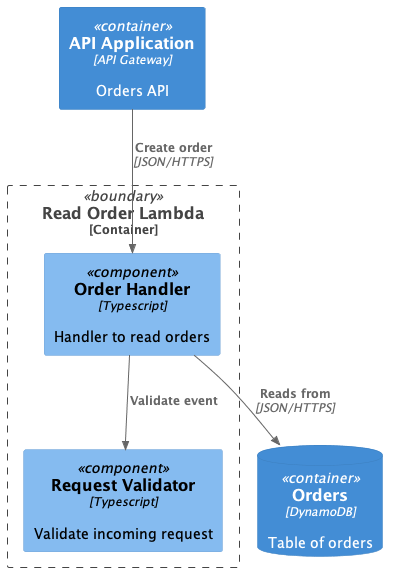 «container»
API Application
[API Gateway]
Orders API
Create order
[JSON/HTTPS]
«boundary»
Read Order Lambda
[Container]
«component»
Order Handler
[Typescript]
Handler to read orders
Validate event
Reads from
[JSON/HTTPS]
«component»
Request Validator
[Typescript]
Validate incoming request
«container»
Orders
[DynamoDB]
Table of orders